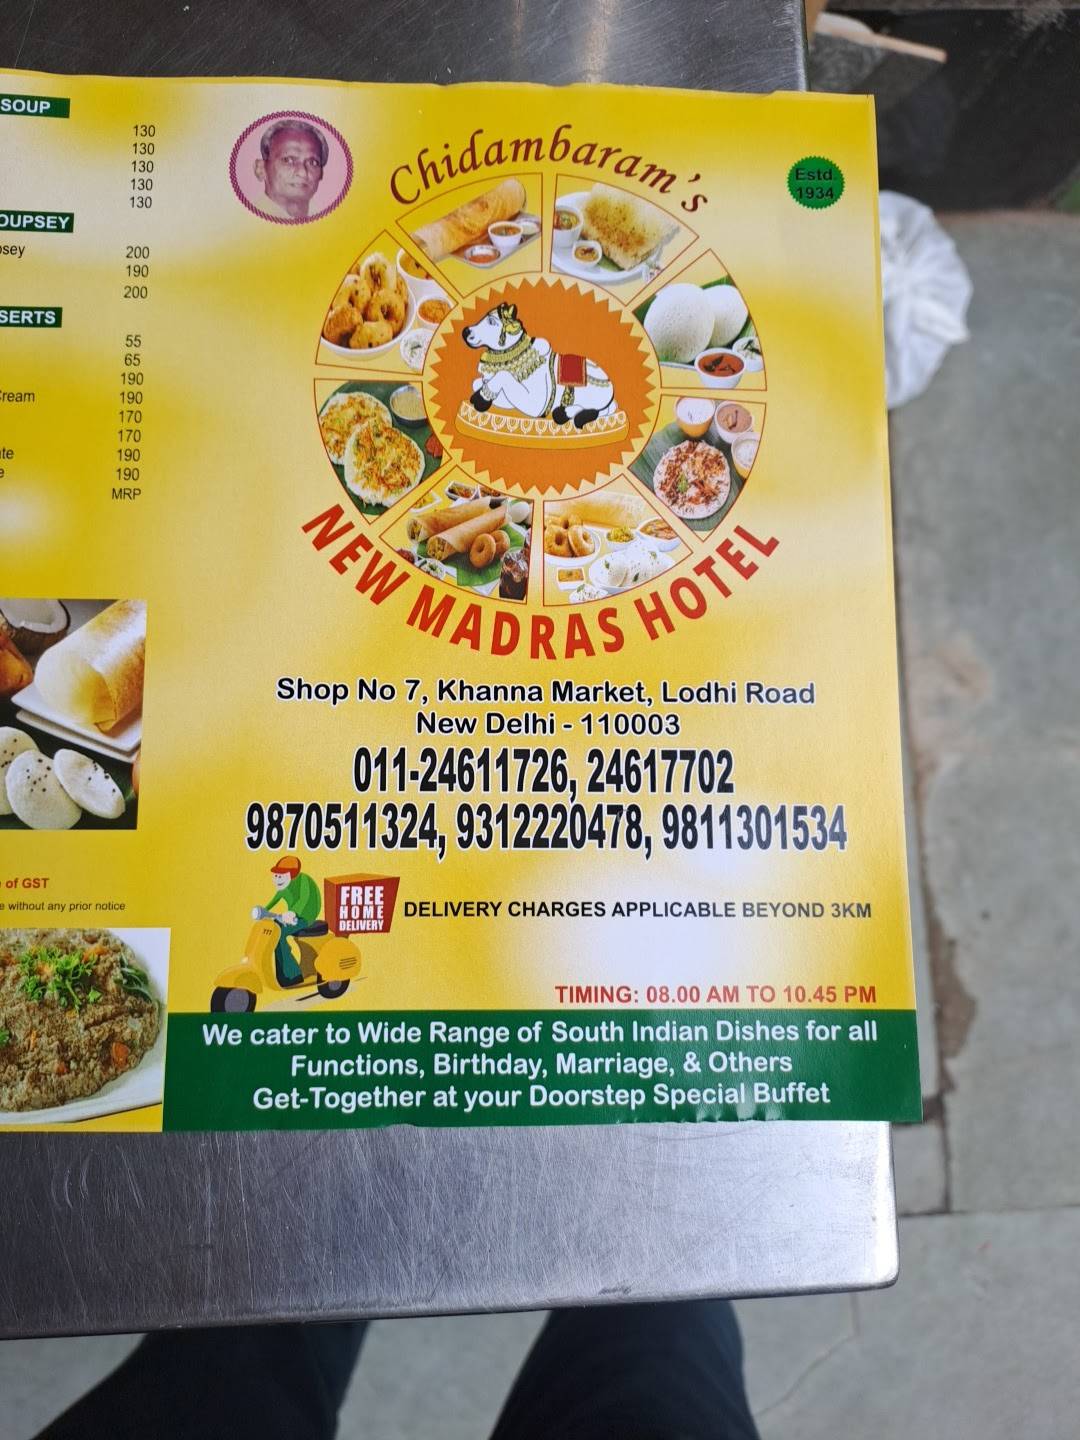 SOUP
130
130
130
130
130
OUPSEY
psey 200
190
200
SERTS
55
65
190
Cream 190
170
170
te 190
e 190
MRP
of GST
e without any prior notice
Chidambaram's
Estd.
1934
NEW MADRAS HOTEL
Shop No 7, Khanna Market, Lodhi Road
New Delhi - 110003
011-24611726, 24617702
9870511324, 9312220478, 9811301534
FREE
HOME
DELIVERY
DELIVERY CHARGES APPLICABLE BEYOND 3KM
777
TIMING: 08.00 AM TO 10.45 PM
We cater to Wide Range of South Indian Dishes for all
Functions, Birthday, Marriage, & Others
Get-Together at your Doorstep Special Buffet